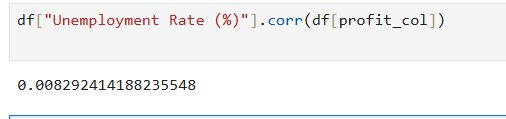 df["Unemployment Rate (%)"].corr(df[profit_col])
0.008292414188235548